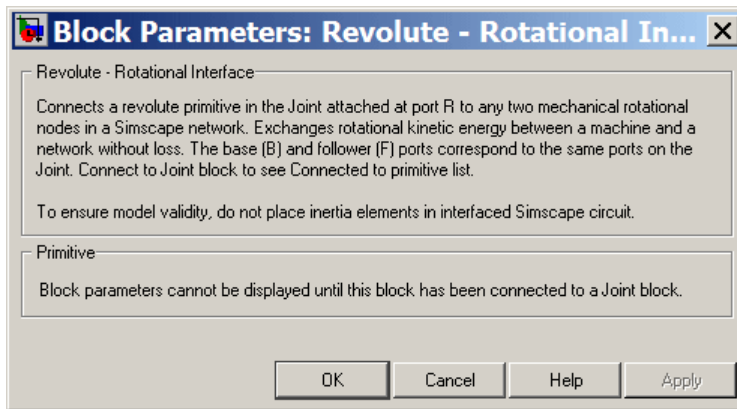 Block Parameters: Revolute - Rotational In...
Revolute - Rotational Interface
Connects a revolute primitive in the Joint attached at port R to any two mechanical rotational
nodes in a Simscape network. Exchanges rotational kinetic energy between a machine and a
network without loss. The base (B) and follower (F) ports correspond to the same ports on the
Joint. Connect to Joint block to see Connected to primitive list.
To ensure model validity, do not place inertia elements in interfaced Simscape circuit.
Primitive
Block parameters cannot be displayed until this block has been connected to a Joint block.
OK Cancel Help Apply